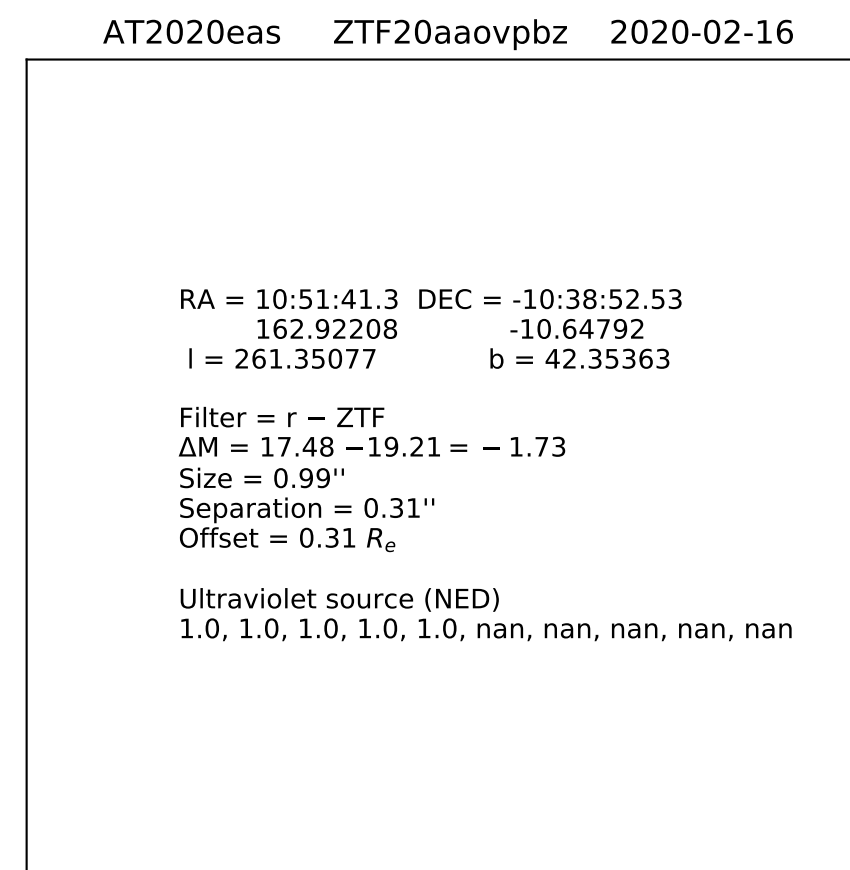 AT2020eas ZTF20aaovpbz 2020-02-16
RA = 10:51:41.3 DEC = -10:38:52.53
162.92208 -10.64792
l = 261.35077 b = 42.35363
Filter = r − ZTF
ΔM = 17.48 −19.21 = − 1.73
Size = 0.99''
Separation = 0.31''
Offset = 0.31 Re
Ultraviolet source (NED)
1.0, 1.0, 1.0, 1.0, 1.0, nan, nan, nan, nan, nan